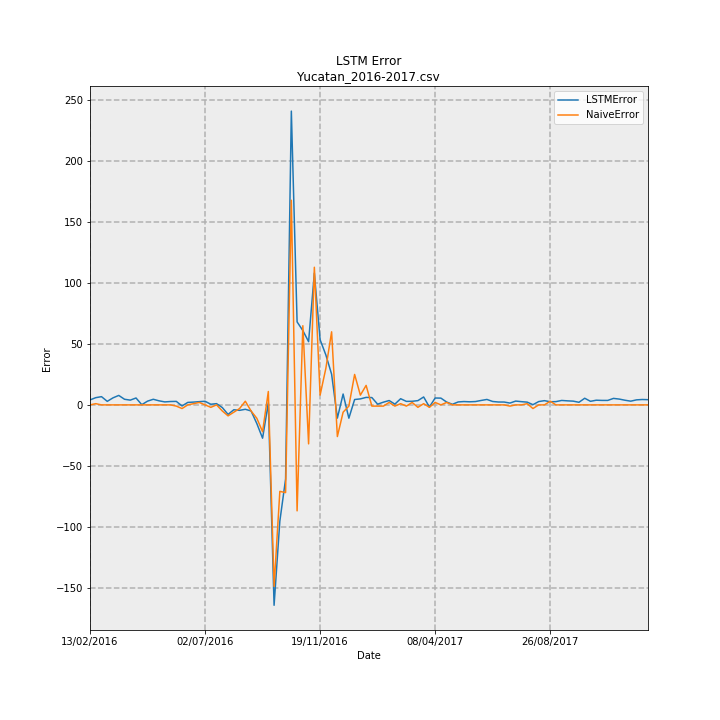 LSTM Error
Yucatan_2016-2017.csv
LSTMError
NaiveError
250
200
150
100
50
0
−50
−100
−150
Error
13/02/2016
02/07/2016
19/11/2016
08/04/2017
26/08/2017
Date